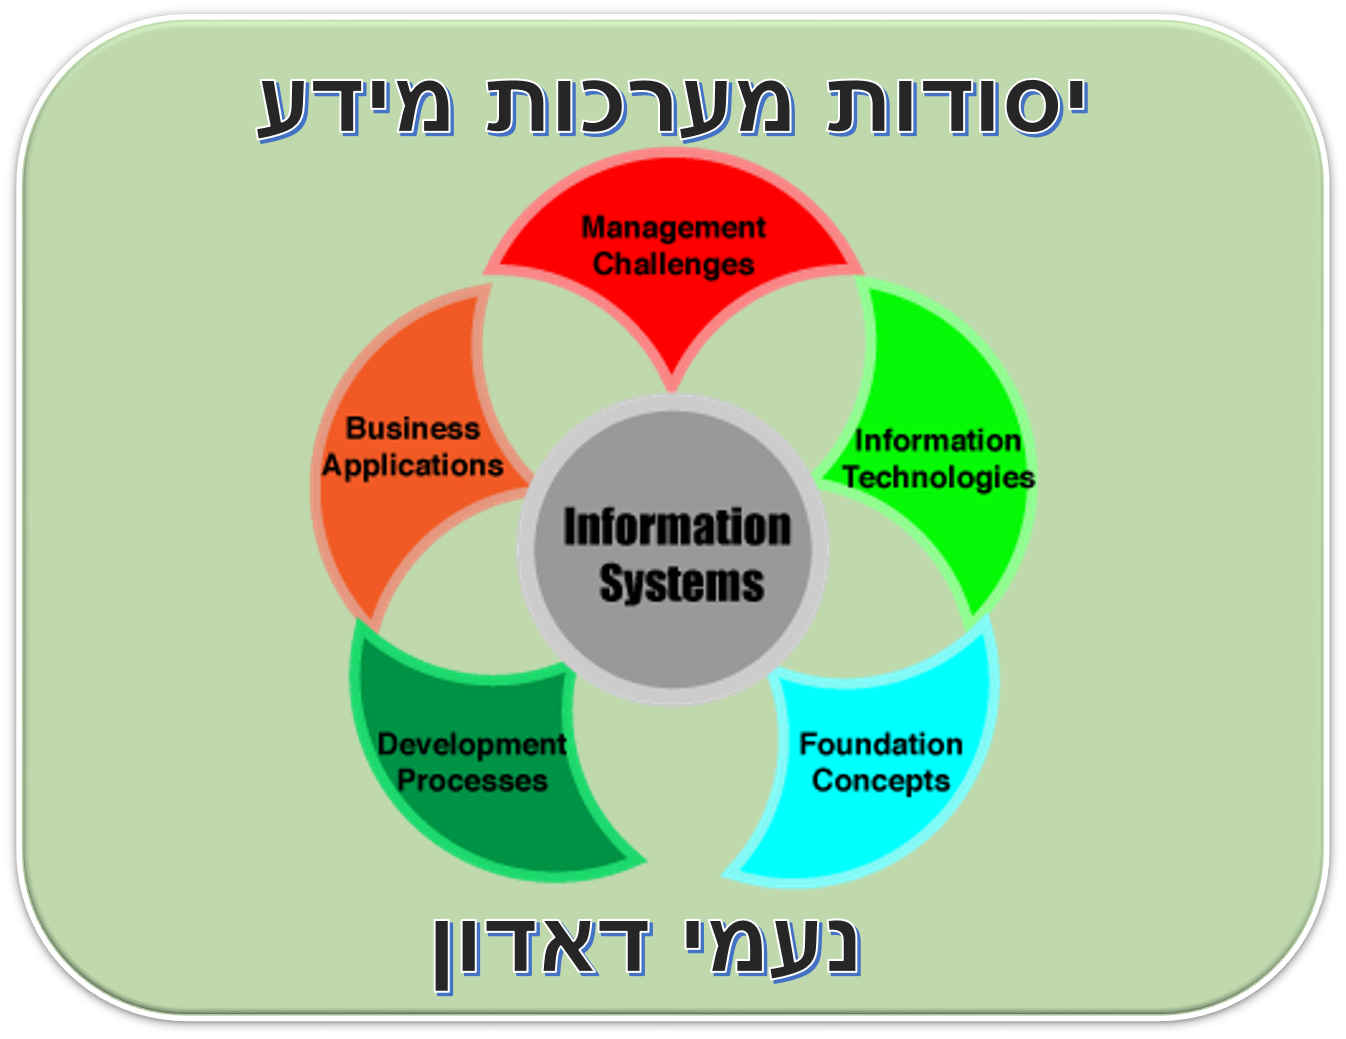 יסודות מערכות מידע
Management
Challenges
Business
Applications
Information
Technologies
Information
Systems
Development
Processes
Foundation
Concepts
נעמי דאדון